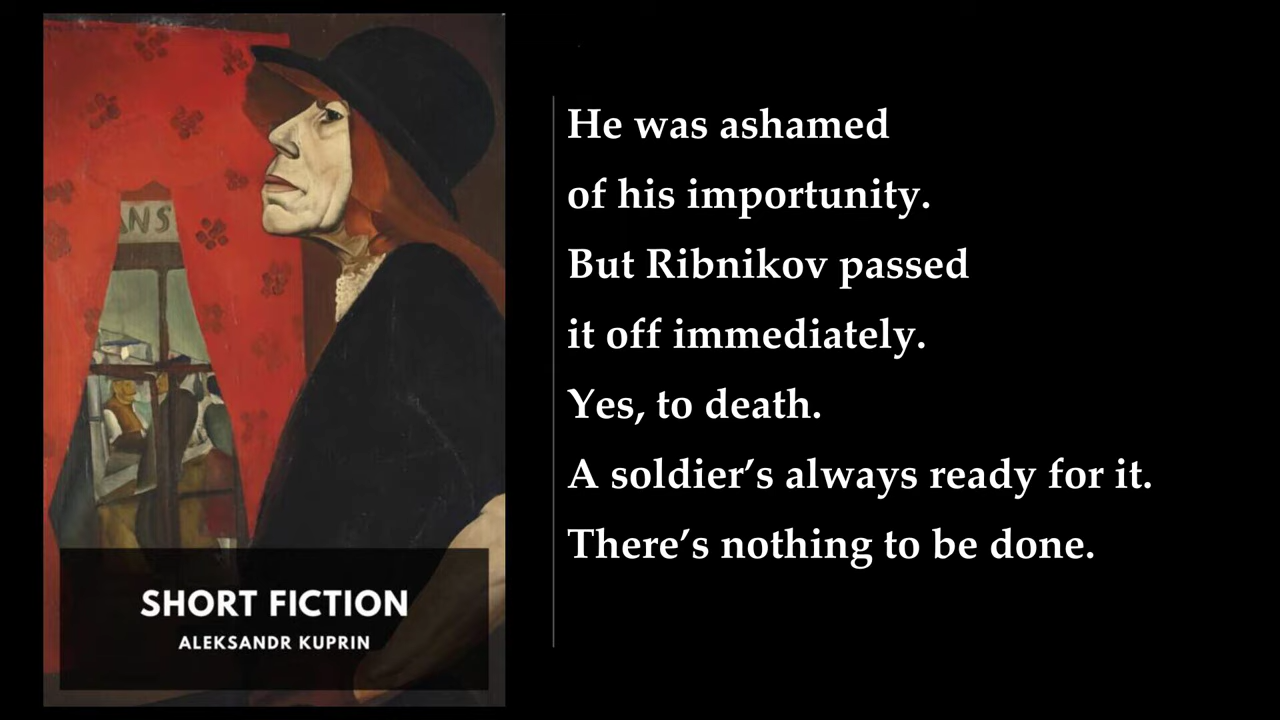 ANS
SHORT FICTION
ALEKSANDR KUPRIN
He was ashamed
of his importunity.
But Ribnikov passed
it off immediately.
Yes, to death.
A soldier’s always ready for it.
There’s nothing to be done.